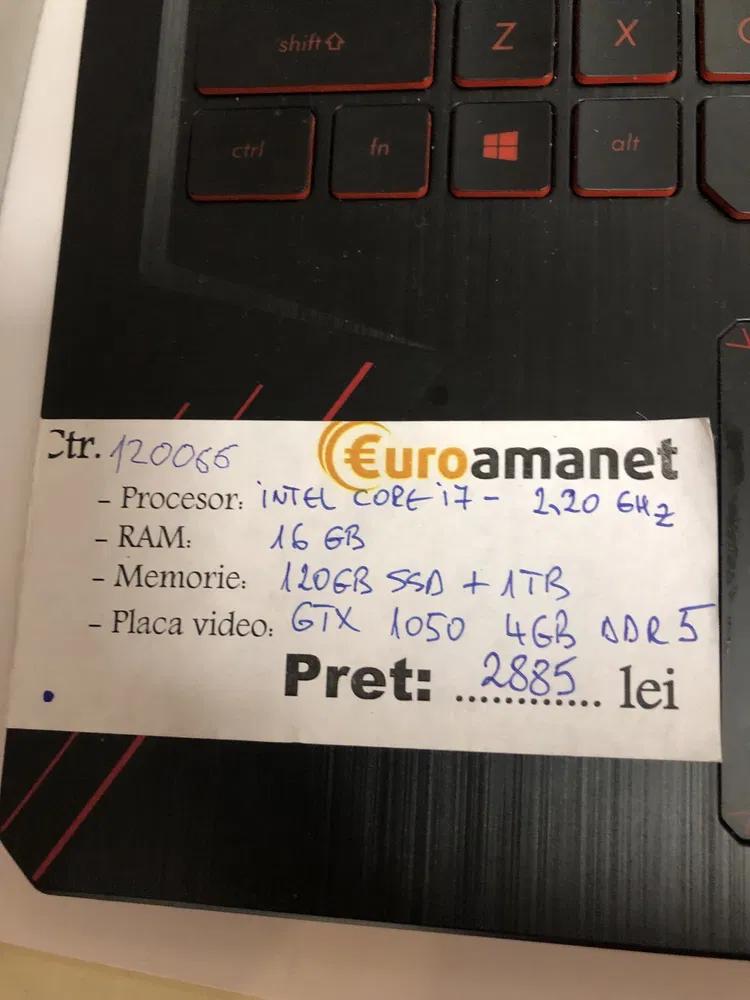 shift Z X
ctrl fn alt
Ctr. 120066
€uroamanet
- Procesor: INTEL CORE i7 - 2,20 GHz
- RAM: 16 GB
- Memorie: 120GB SSD + 1TB
- Placa video: GTX 1050 4GB DDR5
Pret: 2885 lei